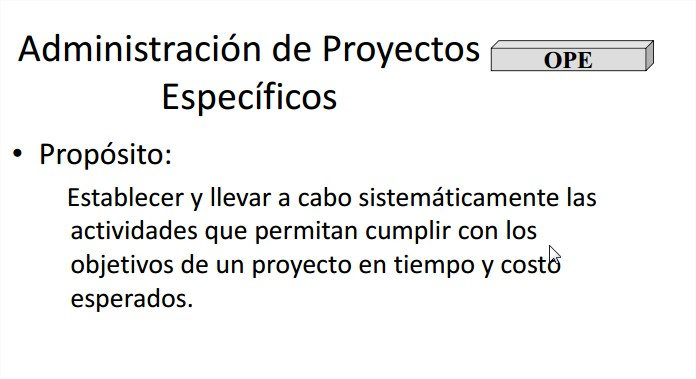 Administración de Proyectos
Específicos
OPE
• Propósito:
Establecer y llevar a cabo sistemáticamente las
actividades que permitan cumplir con los
objetivos de un proyecto en tiempo y costo
esperados.